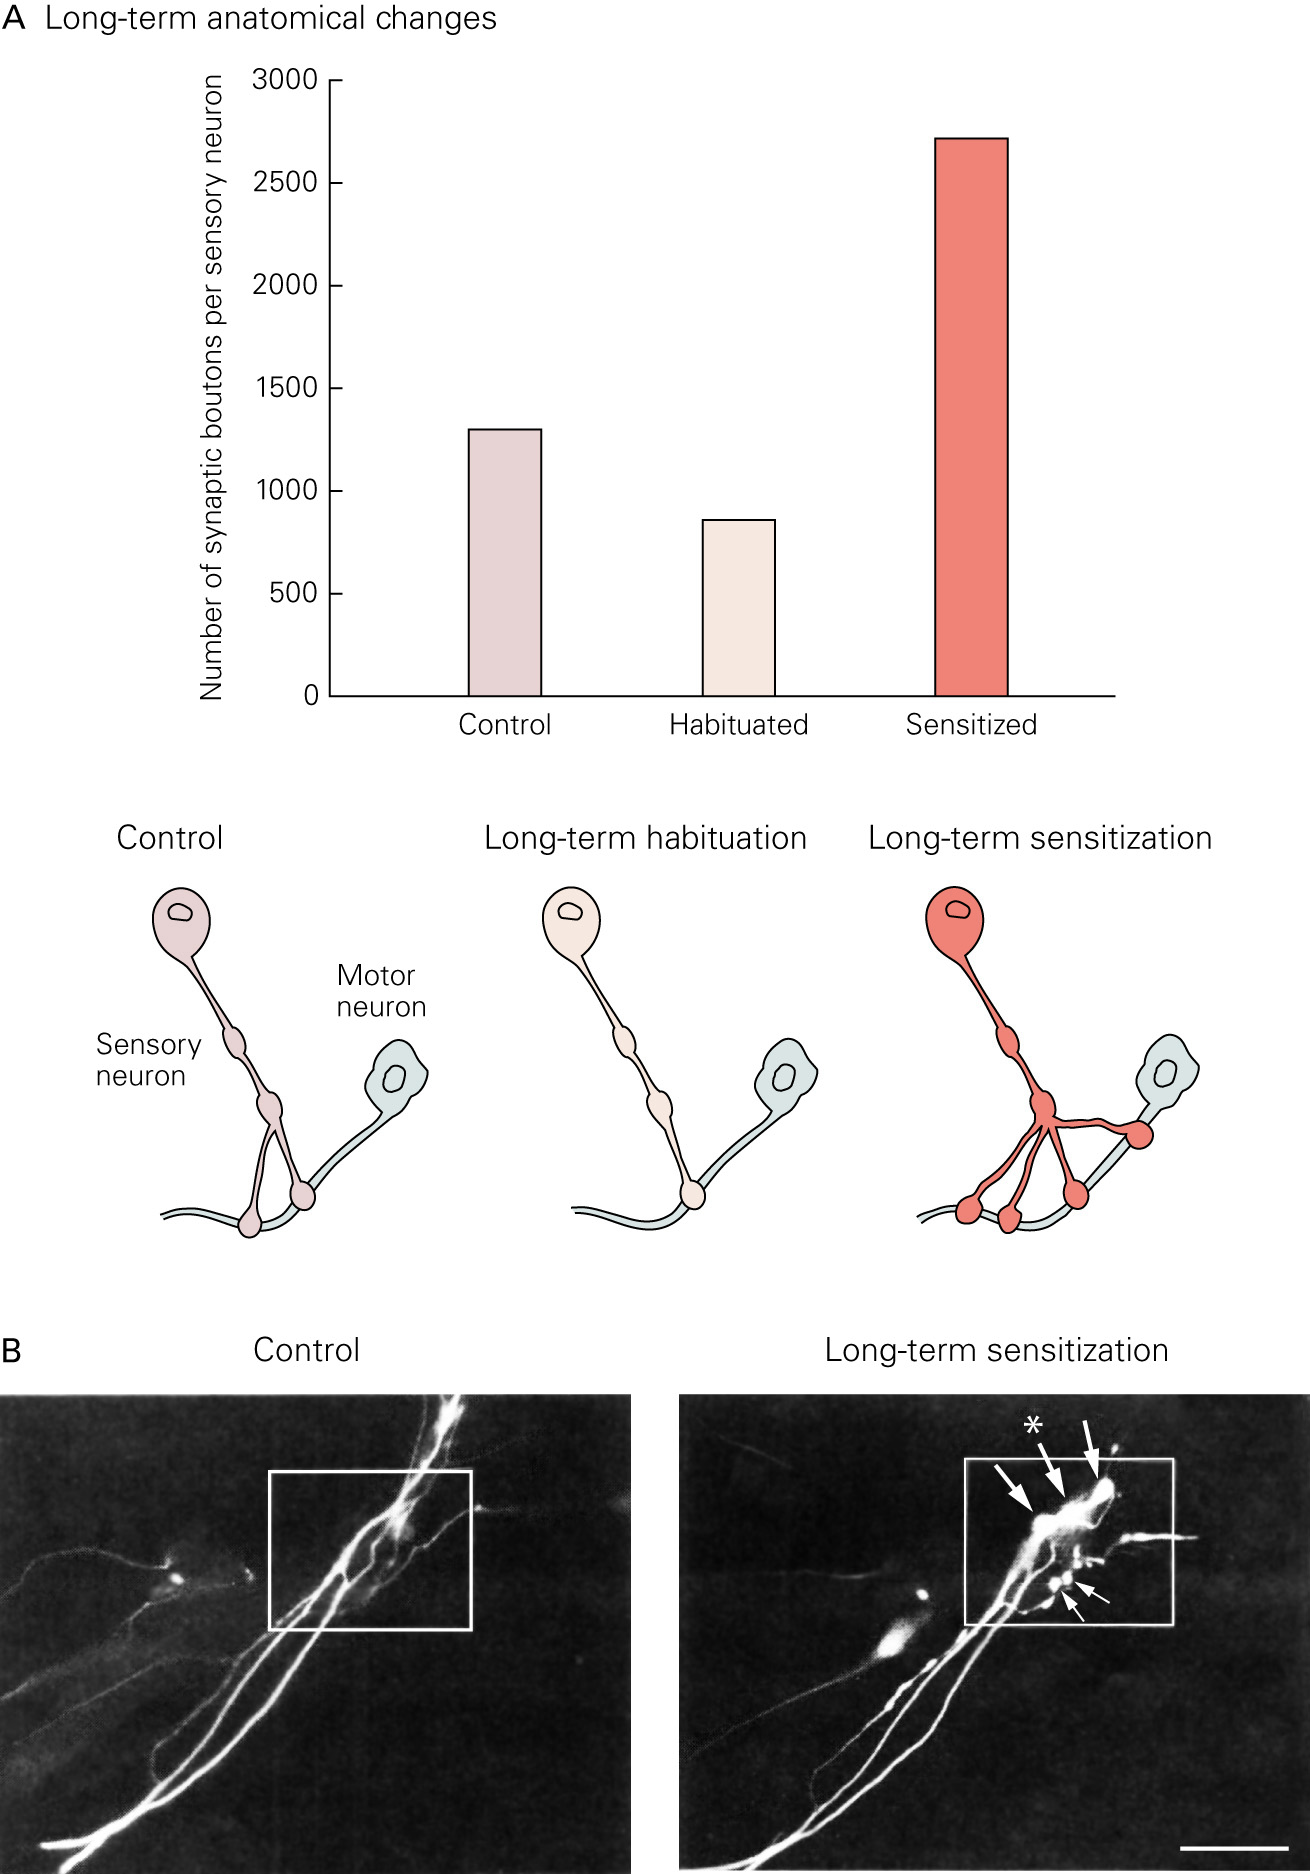 A Long-term anatomical changes
Number of synaptic boutons per sensory neuron
3000
2500
2000
1500
1000
500
0
Control
Habituated
Sensitized
Control
Long-term habituation
Long-term sensitization
Motor
neuron
Sensory
neuron
B
Control
Long-term sensitization
*